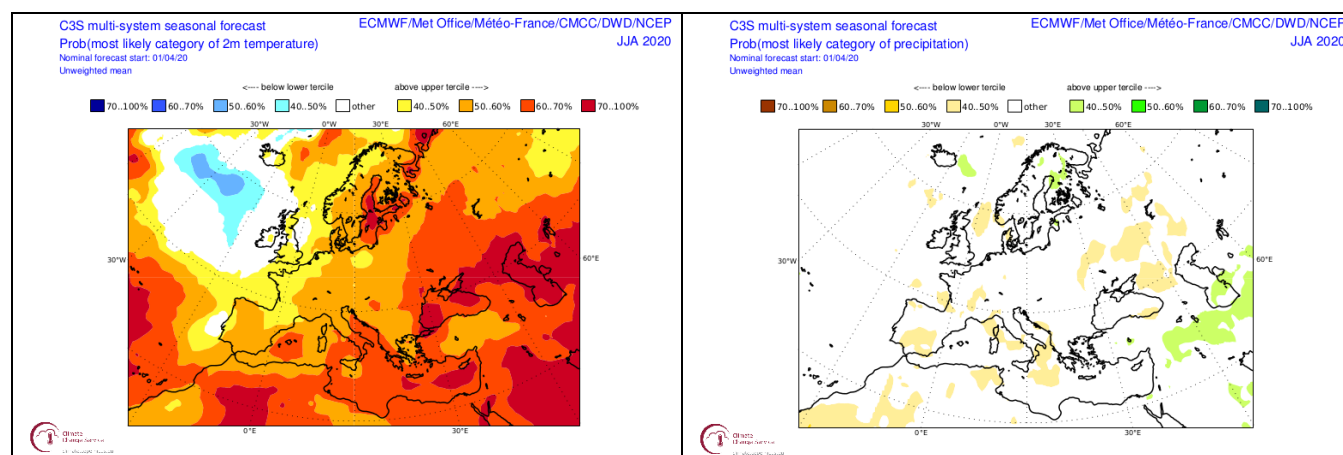 C3S multi-system seasonal forecast
ECMWF/Met Office/Météo-France/CMCC/DWD/NCEP
Prob(most likely category of 2m temperature)
JJA 2020
Nominal forecast start: 01/04/20
Unweighted mean
<---- below lower tercile
above upper tercile ---->
70..100%
60..70%
50..60%
40..50%
other
40..50%
50..60%
60..70%
70..100%
30°W
0°W
30°E
60°E
30°W
60°E
0°E
30°E
Climate
Change Service
C3S multi-system seasonal forecast
ECMWF/Met Office/Météo-France/CMCC/DWD/NCEP
Prob(most likely category of precipitation)
JJA 2020
Nominal forecast start: 01/04/20
Unweighted mean
<---- below lower tercile
above upper tercile ---->
70..100%
60..70%
50..60%
40..50%
other
40..50%
50..60%
60..70%
70..100%
30°W
0°W
30°E
60°E
30°W
60°E
0°E
30°E
Climate
Change Service